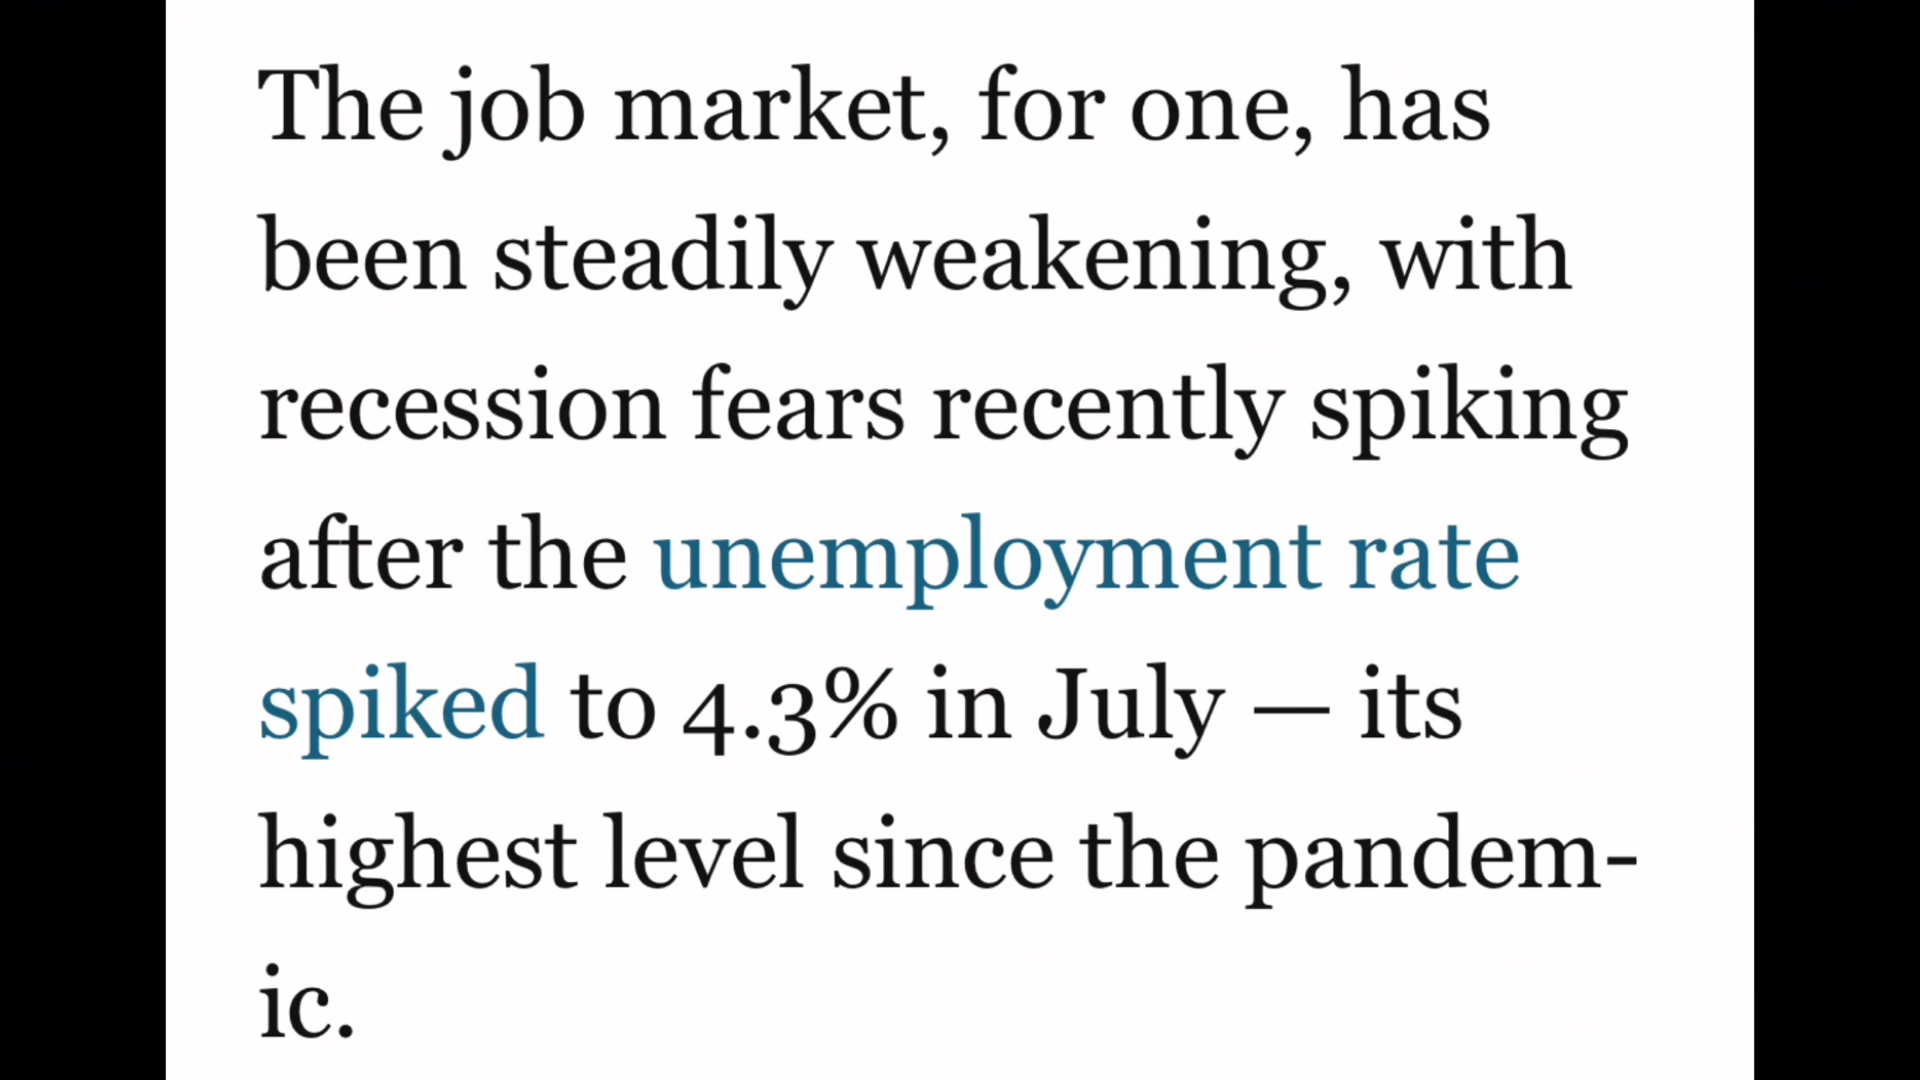 The job market, for one, has
been steadily weakening, with
recession fears recently spiking
after the unemployment rate
spiked to 4.3% in July — its
highest level since the pandem-
ic.